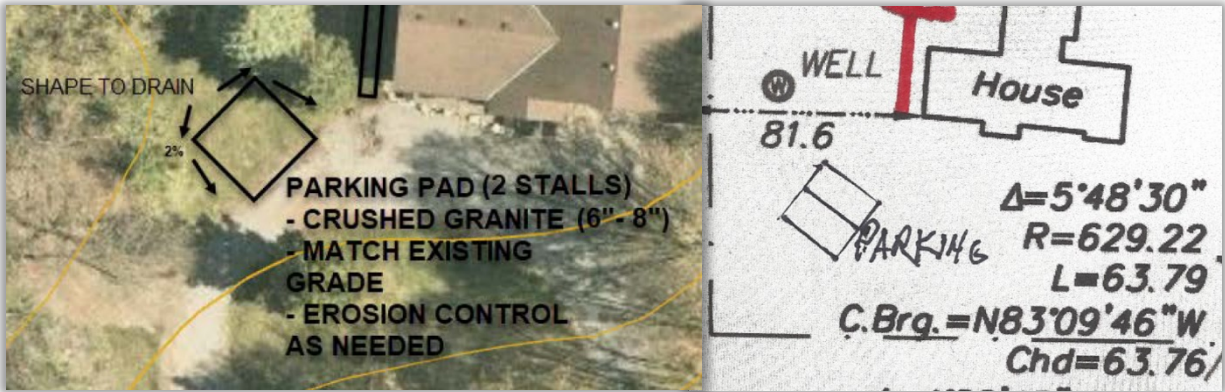 SHAPE TO DRAIN
2%
PARKING PAD (2 STALLS)
- CRUSHED GRANITE (6"- 8")
- MATCH EXISTING
GRADE
- EROSION CONTROL
AS NEEDED
W WELL
House
81.6
PARKING
Δ=5°48'30"
R=629.22
L=63.79
C.Brg.=N83°09'46"W
Chd=63.76